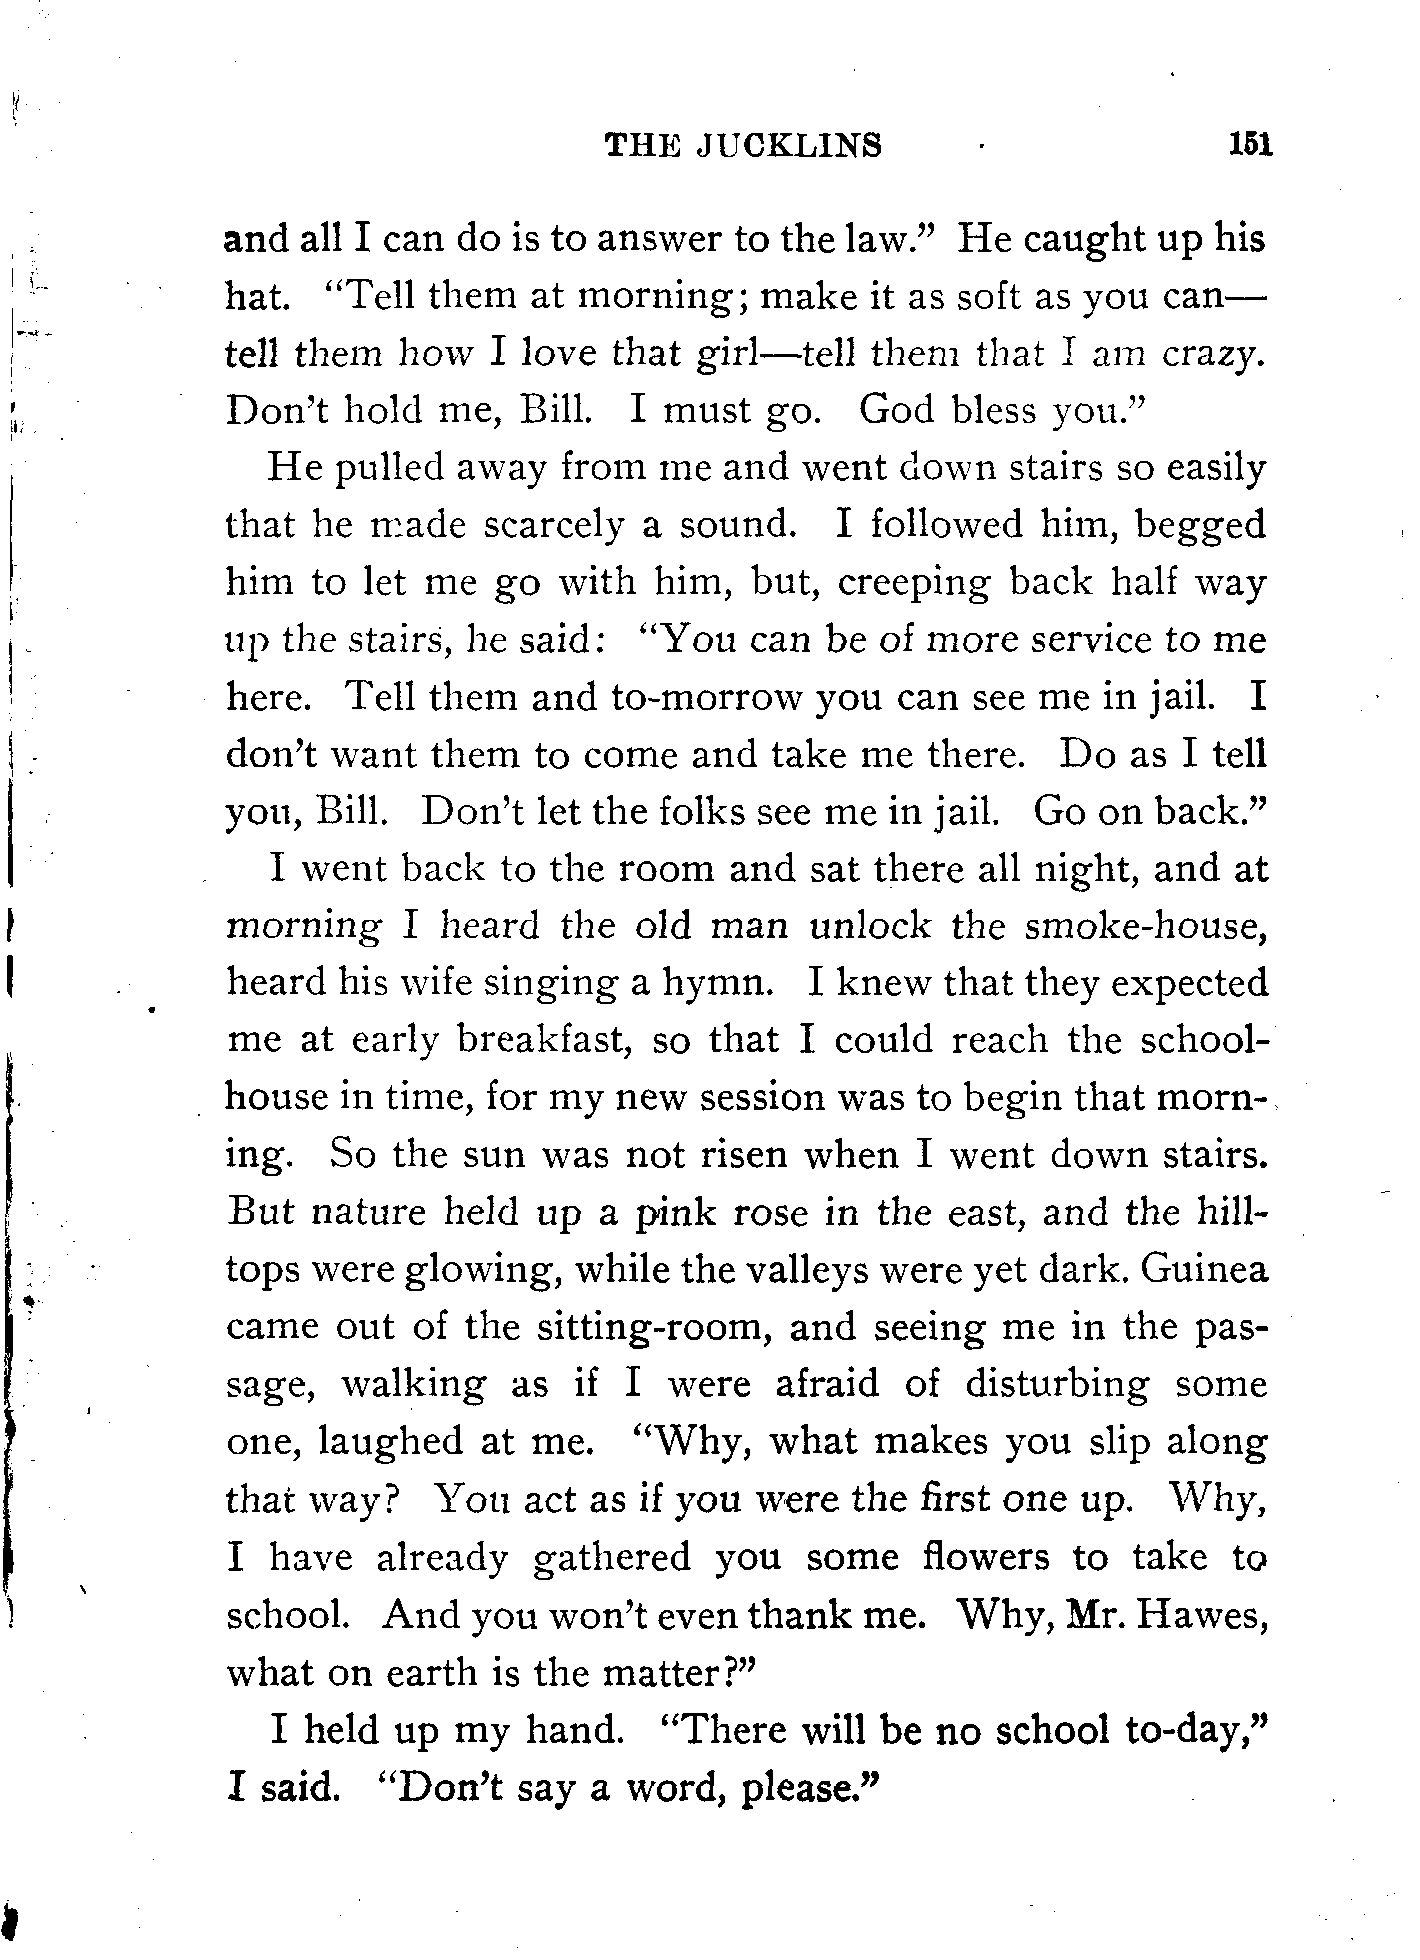 THE JUCKLINS 151
and all I can do is to answer to the law.” He caught up his
hat. “Tell them at morning; make it as soft as you can—
tell them how I love that girl—tell them that I am crazy.
Don’t hold me, Bill. I must go. God bless you.”
He pulled away from me and went down stairs so easily
that he made scarcely a sound. I followed him, begged
him to let me go with him, but, creeping back half way
up the stairs, he said: “You can be of more service to me
here. Tell them and to-morrow you can see me in jail. I
don’t want them to come and take me there. Do as I tell
you, Bill. Don’t let the folks see me in jail. Go on back.”
I went back to the room and sat there all night, and at
morning I heard the old man unlock the smoke-house,
heard his wife singing a hymn. I knew that they expected
me at early breakfast, so that I could reach the school-
house in time, for my new session was to begin that morn-
ing. So the sun was not risen when I went down stairs.
But nature held up a pink rose in the east, and the hill-
tops were glowing, while the valleys were yet dark. Guinea
came out of the sitting-room, and seeing me in the pas-
sage, walking as if I were afraid of disturbing some
one, laughed at me. “Why, what makes you slip along
that way? You act as if you were the first one up. Why,
I have already gathered you some flowers to take to
school. And you won’t even thank me. Why, Mr. Hawes,
what on earth is the matter?”
I held up my hand. “There will be no school to-day,”
I said. “Don’t say a word, please.”